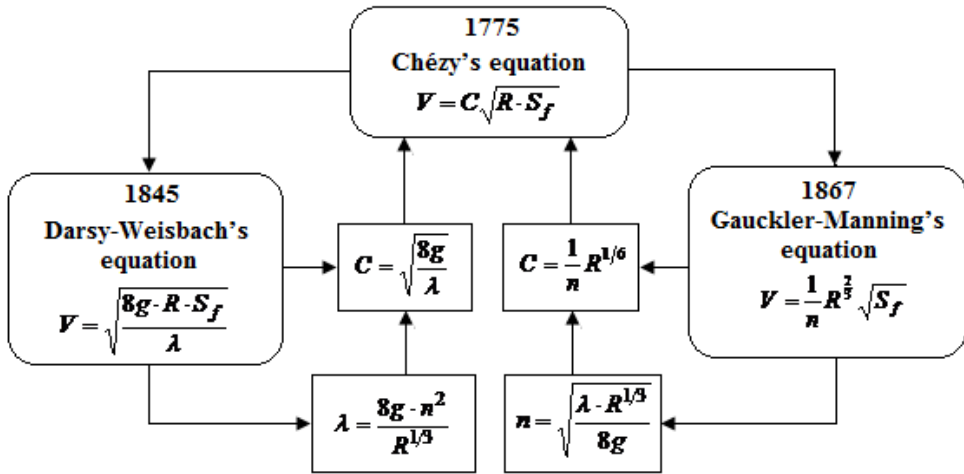 1775
Chézy's equation
V = C√(R·S_f)
1845
Darsy-Weisbach's
equation
V = √(8g·R·S_f / λ)
C = √(8g / λ)
C = 1/n R^{1/6}
1867
Gauckler-Manning's
equation
V = 1/n R^{2/3} √(S_f)
λ = 8g·n² / R^{1/3}
n = √(λ·R^{1/3} / 8g)